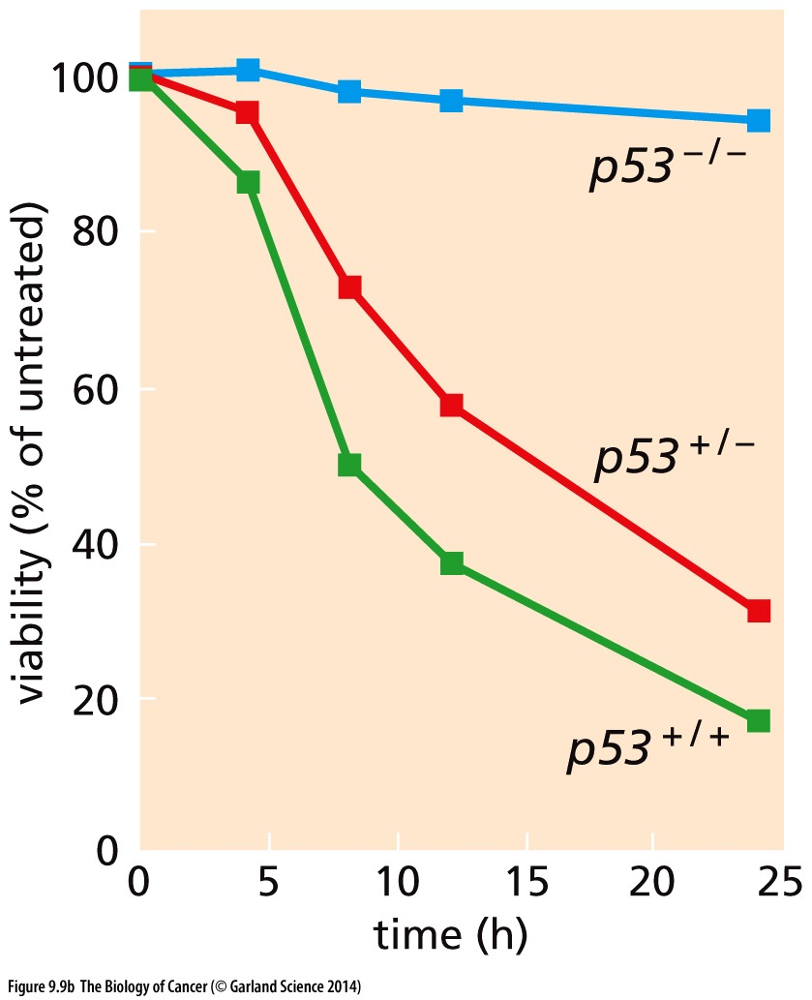 100
80
60
40
20
0
viability (% of untreated)
p53 −/−
p53 +/−
p53 +/+
0 5 10 15 20 25
time (h)
Figure 9.9b The Biology of Cancer (© Garland Science 2014)